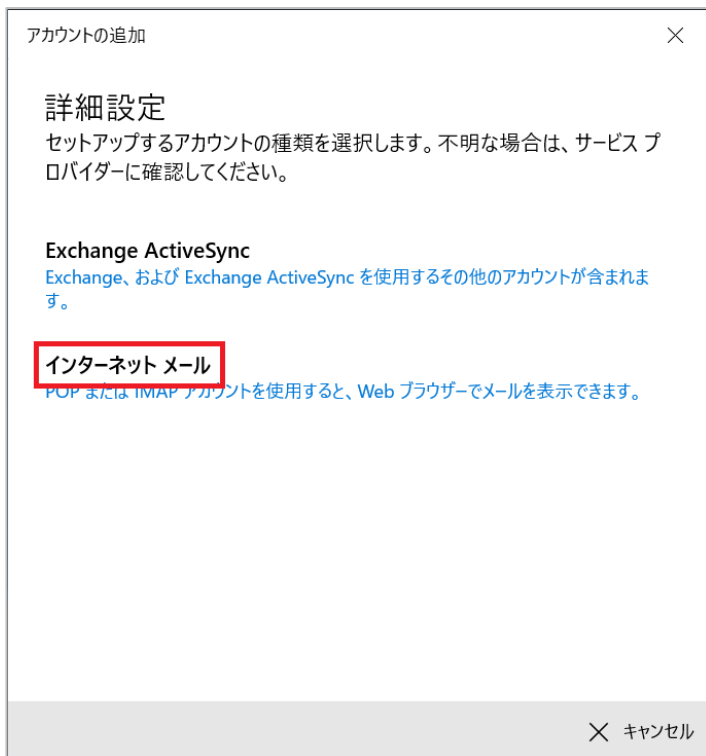 アカウントの追加
詳細設定
セットアップするアカウントの種類を選択します。不明な場合は、サービス プ
ロバイダーに確認してください。
Exchange ActiveSync
Exchange、および Exchange ActiveSync を使用するその他のアカウントが含まれま
す。
インターネット メール
POP または IMAP アカウントを使用すると、Web ブラウザーでメールを表示できます。
キャンセル